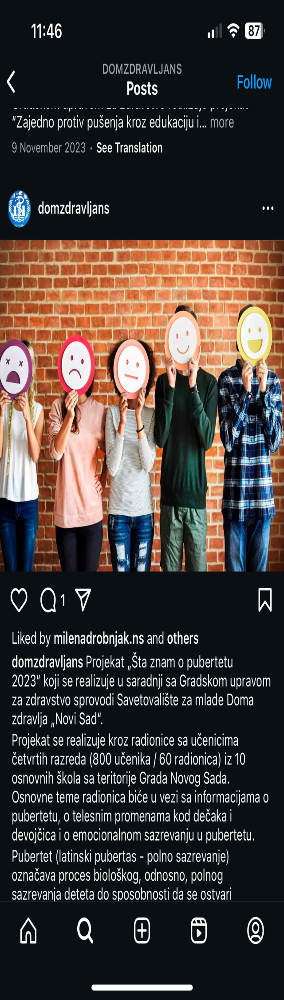 11:46
87
DOMZDRAVLJANS
Posts
Follow
“Zajedno protiv pušenja kroz edukaciju i... more
9 November 2023 · See Translation
domzdravljans
1
Liked by milenadrobnjak.ns and others
domzdravljans Projekat „Šta znam o pubertetu
2023“ koji se realizuje u saradnji sa Gradskom upravom
za zdravstvo sprovodi Savetovalište za mlade Doma
zdravlja „Novi Sad“.
Projekat se realizuje kroz radionice sa učenicima
četvrtih razreda (800 učenika / 60 radionica) iz 10
osnovnih škola sa teritorije Grada Novog Sada.
Osnovne teme radionica biće u vezi sa informacijama o
pubertetu, o telesnim promenama kod dečaka i
devojčica i o emocionalnom sazrevanju u pubertetu.
Pubertet (latinski pubertas - polno sazrevanje)
označava proces biološkog, odnosno, polnog
sazrevanja deteta do sposobnosti da se ostvari